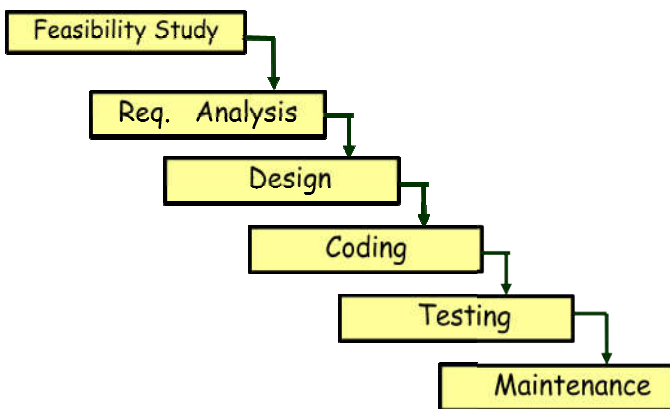 Feasibility Study
Req. Analysis
Design
Coding
Testing
Maintenance